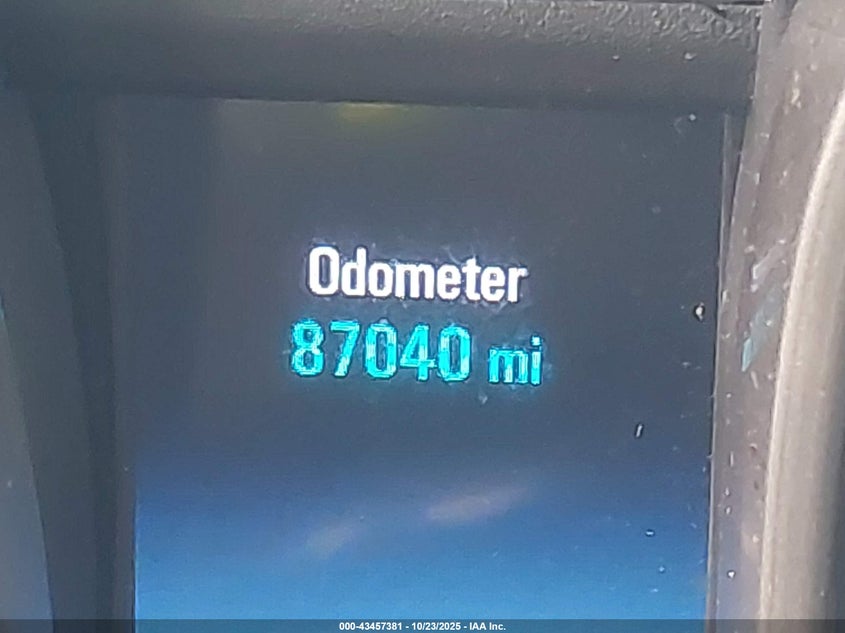 Odometer
87040 mi
000-43457381 - 10/23/2025 - IAA Inc.